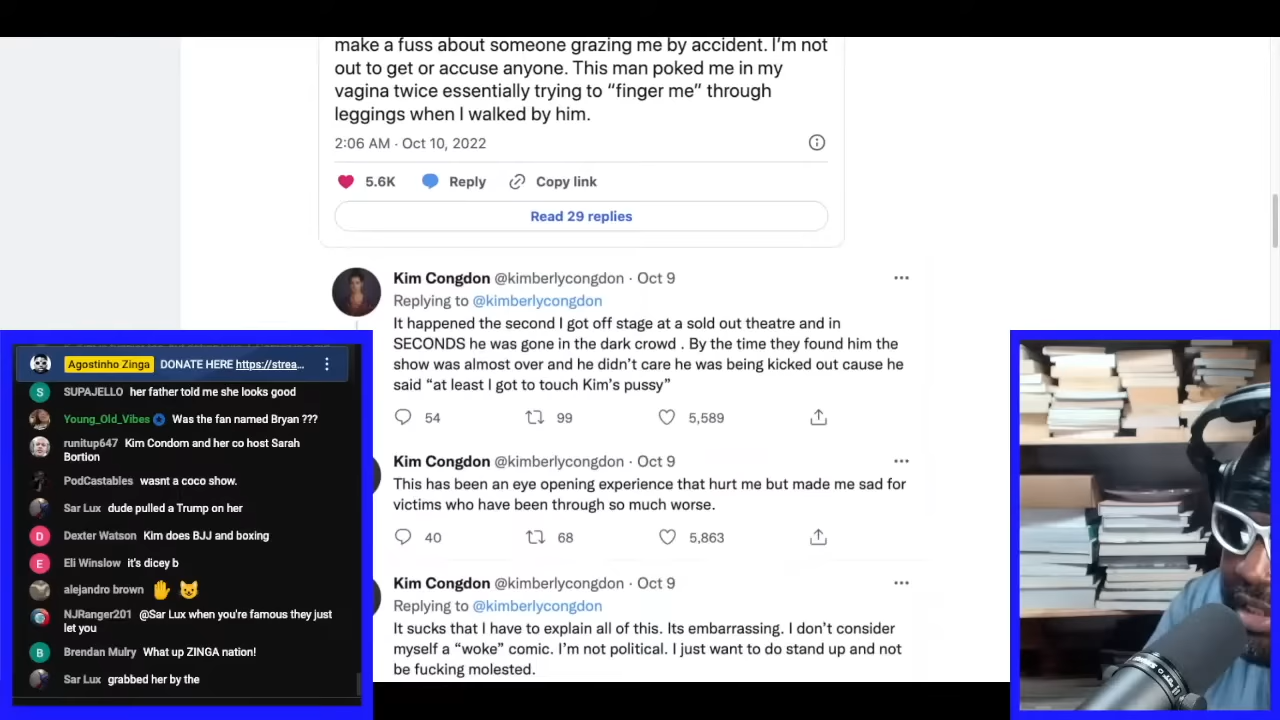 make a fuss about someone grazing me by accident. I'm not
out to get or accuse anyone. This man poked me in my
vagina twice essentially trying to “finger me” through
leggings when I walked by him.
2:06 AM · Oct 10, 2022
5.6K Reply Copy link
Read 29 replies
Kim Congdon @kimberlycongdon · Oct 9
Replying to @kimberlycongdon
It happened the second I got off stage at a sold out theatre and in
SECONDS he was gone in the dark crowd . By the time they found him the
show was almost over and he didn't care he was being kicked out cause he
said “at least I got to touch Kim's pussy”
54 99 5,589
Kim Congdon @kimberlycongdon · Oct 9
This has been an eye opening experience that hurt me but made me sad for
victims who have been through so much worse.
40 68 5,863
Kim Congdon @kimberlycongdon · Oct 9
Replying to @kimberlycongdon
It sucks that I have to explain all of this. Its embarrassing. I don't consider
myself a “woke” comic. I'm not political. I just want to do stand up and not
be fucking molested.
Agostinho Zinga DONATE HERE https://strea...
S SUPAJELLO her father told me she looks good
Young_Old_Vibes Was the fan named Bryan ???
runitup647 Kim Condom and her co host Sarah
Bortion
PodCastables wasnt a coco show.
Sar Lux dude pulled a Trump on her
D Dexter Watson Kim does BJJ and boxing
E Eli Winslow it's dicey b
alejandro brown
NJRanger201 @Sar Lux when you're famous they just
let you
B Brendan Mulry What up ZINGA nation!
Sar Lux grabbed her by the